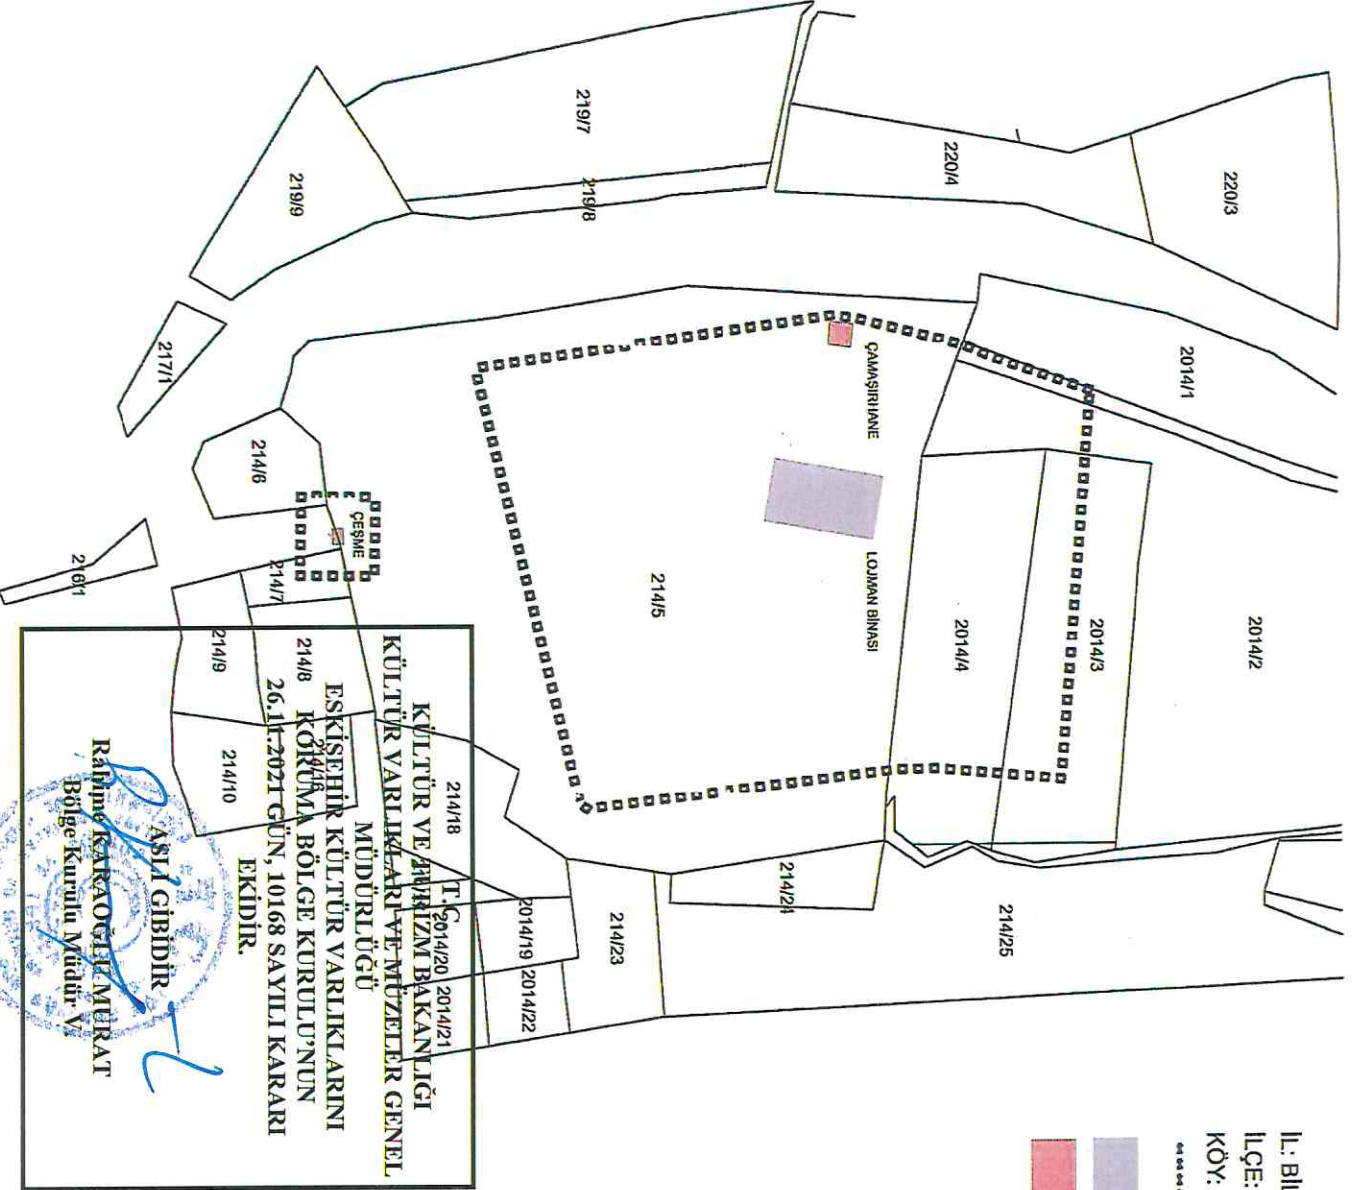 İL:
İLÇE:
KÖY:
220/3
2014/1
2014/2
220/4
2014/3
2014/4
214/25
ÇAMAŞIRHANE
LOJMAN BİNASI
214/24
219/7
219/8
214/5
214/23
2014/19
2014/22
214/18
2014/20
2014/21
219/9
ÇEŞME
214/6
214/7
214/8
214/16
214/9
214/10
217/1
216/1
T.C.
KÜLTÜR VE TURİZM BAKANLIĞI
KÜLTÜR VARLIKLARI VE MÜZELER GENEL
MÜDÜRLÜĞÜ
ESKİŞEHİR KÜLTÜR VARLIKLARINI
KORUMA BÖLGE KURULU'NUN
26.11.2021 GÜN, 10168 SAYILI KARARI
EKİDİR.
ASLI GİBİDİR
Rahime KARAOĞLU MURAT
Bölge Kurulu Müdür V.